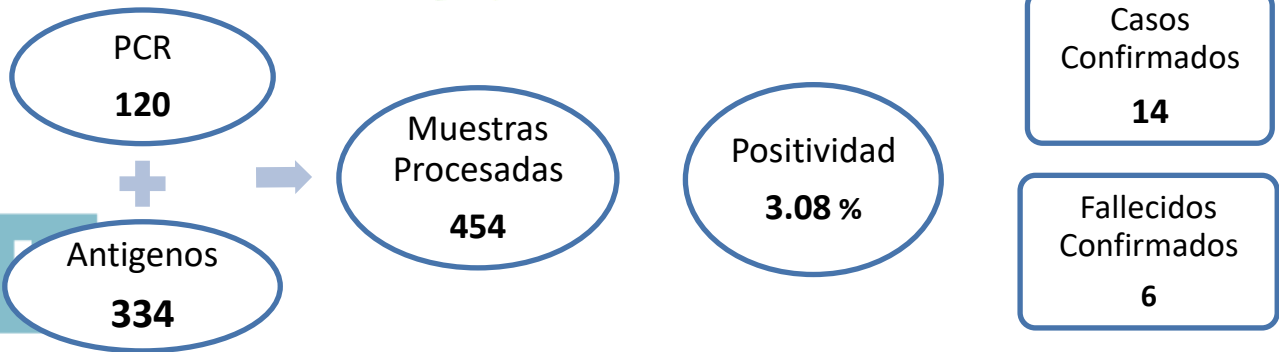 PCR
120
Antigenos
334
Muestras
Procesadas
454
Positividad
3.08 %
Casos
Confirmados
14
Fallecidos
Confirmados
6